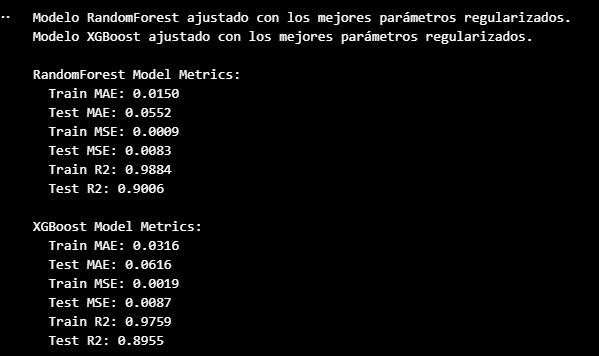 Modelo RandomForest ajustado con los mejores parámetros regularizados.
Modelo XGBoost ajustado con los mejores parámetros regularizados.
RandomForest Model Metrics:
Train MAE: 0.0150
Test MAE: 0.0552
Train MSE: 0.0009
Test MSE: 0.0083
Train R2: 0.9884
Test R2: 0.9006
XGBoost Model Metrics:
Train MAE: 0.0316
Test MAE: 0.0616
Train MSE: 0.0019
Test MSE: 0.0087
Train R2: 0.9759
Test R2: 0.8955